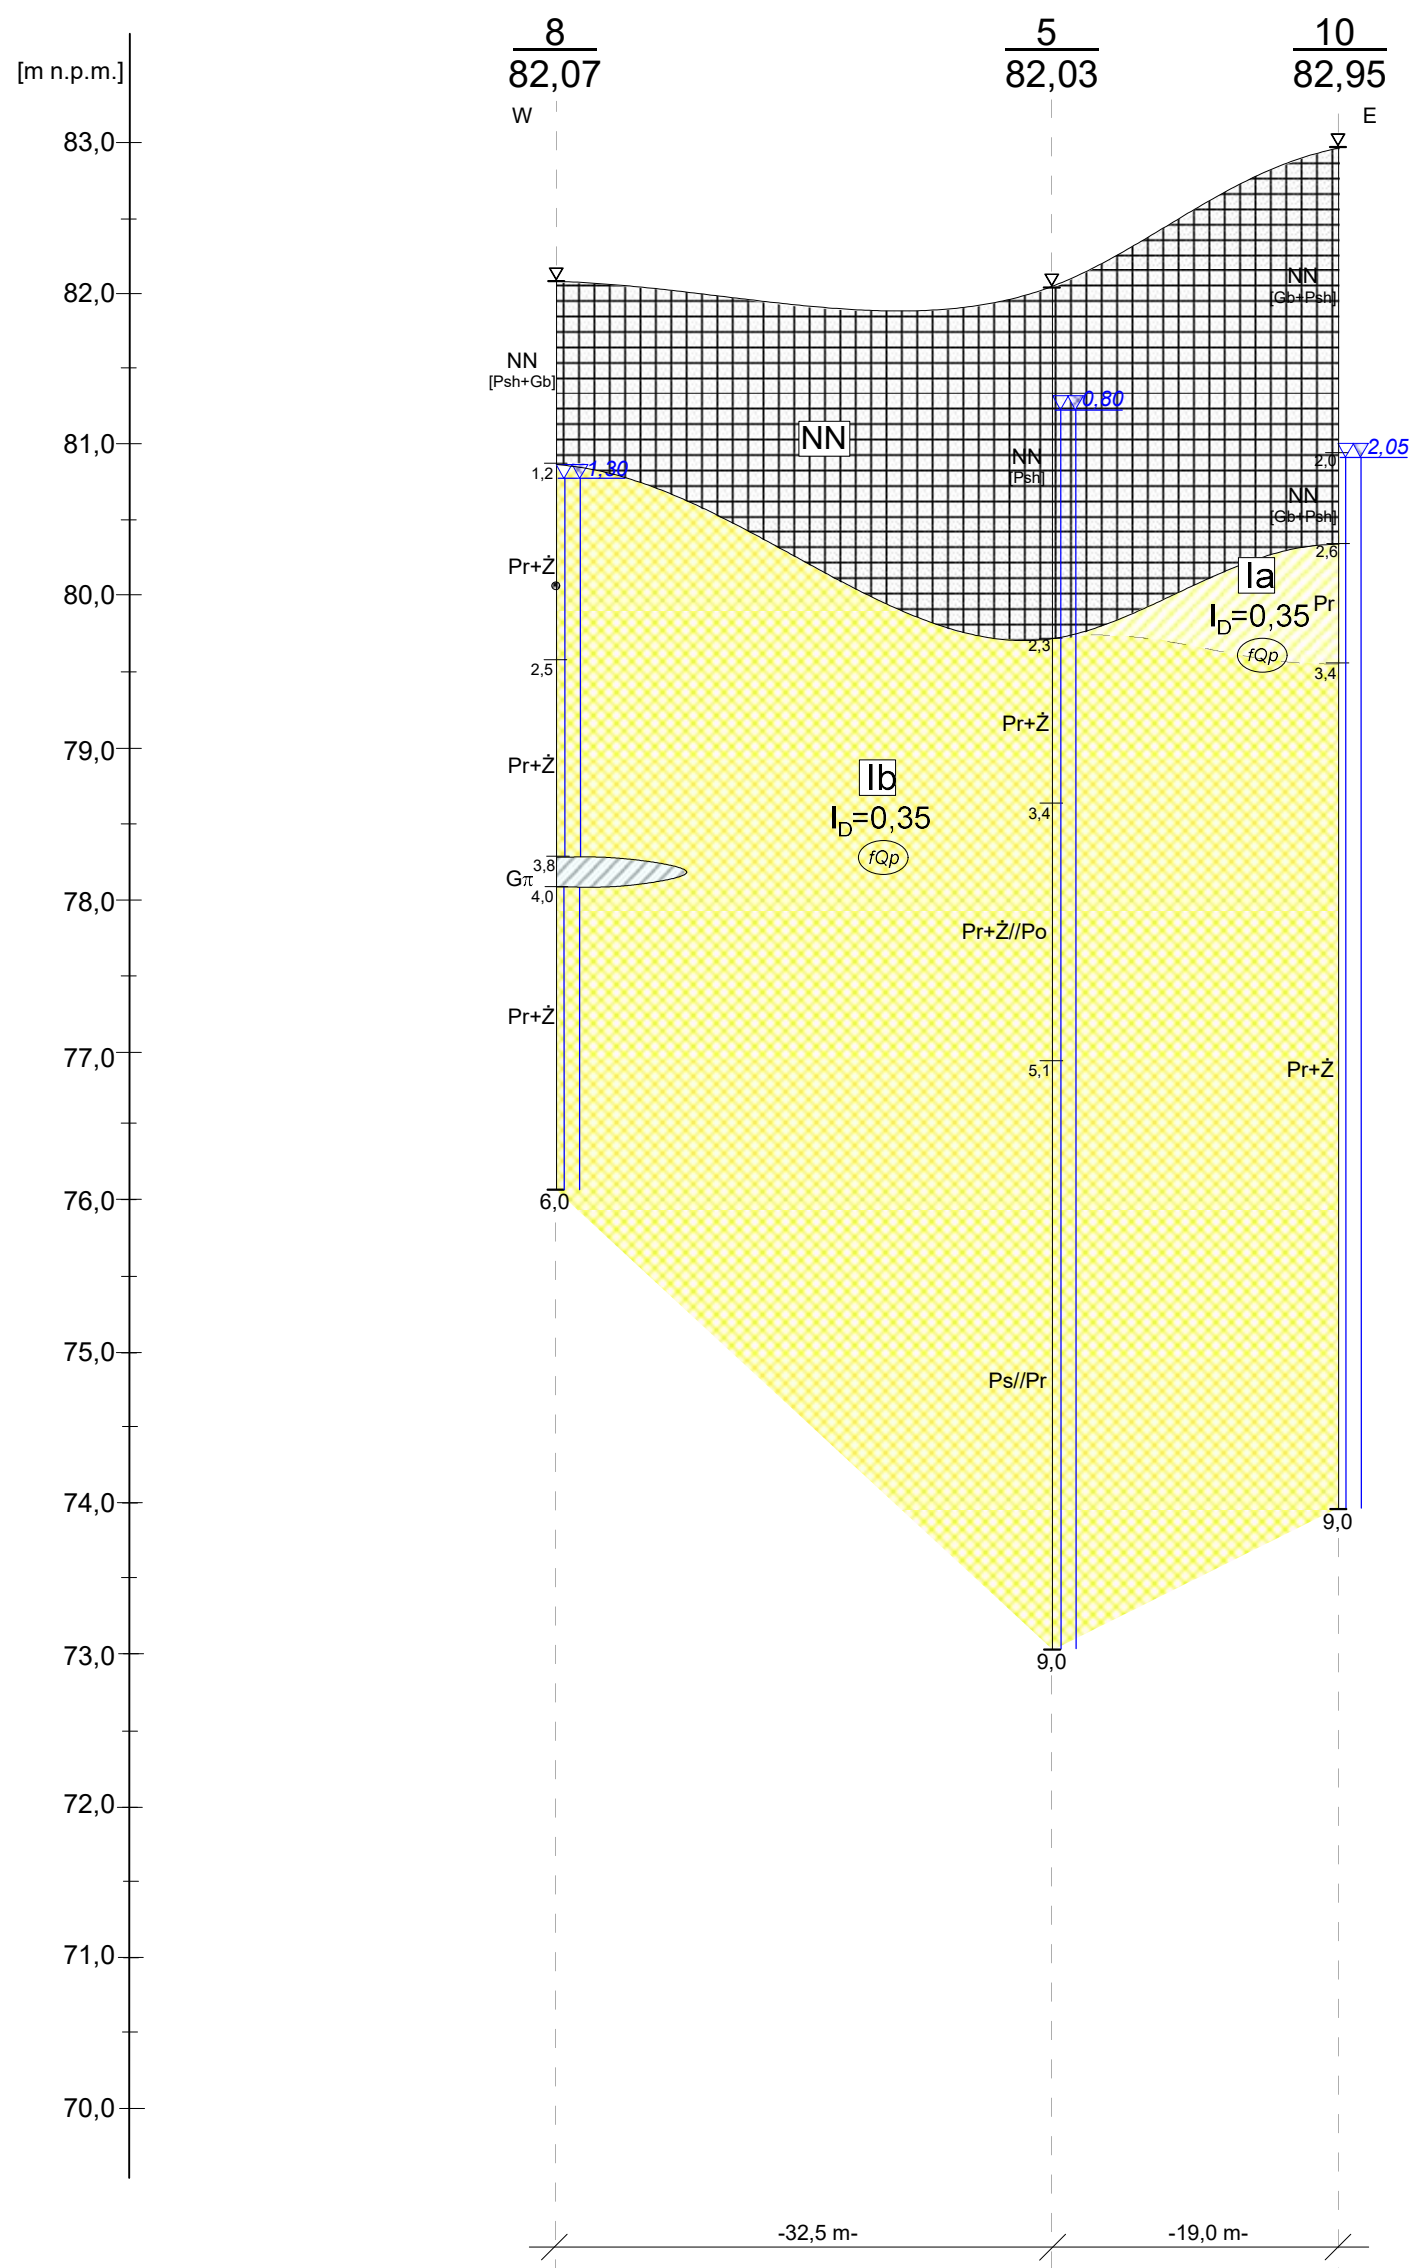 8 5 10
[m n.p.m.] 82,07 82,03 82,95
W E
83,0
82,0
NN
[Gb+Psh]
NN
[Psh+Gb]
0,80
81,0
NN
2,05
NN
[Psh]
2,0
1,2
1,30
NN
[Gb+Psh]
2,6
Pr+Ż
Ia
80,0
Pr
ID=0,35
2,3
fQp
2,5
3,4
Pr+Ż
79,0
Pr+Ż
Ib
3,4
ID=0,35
fQp
3,8
Gπ
4,0
78,0
Pr+Ż//Po
Pr+Ż
77,0
5,1
Pr+Ż
76,0
6,0
75,0
Ps//Pr
74,0
9,0
73,0
9,0
72,0
71,0
70,0
-32,5 m- -19,0 m-